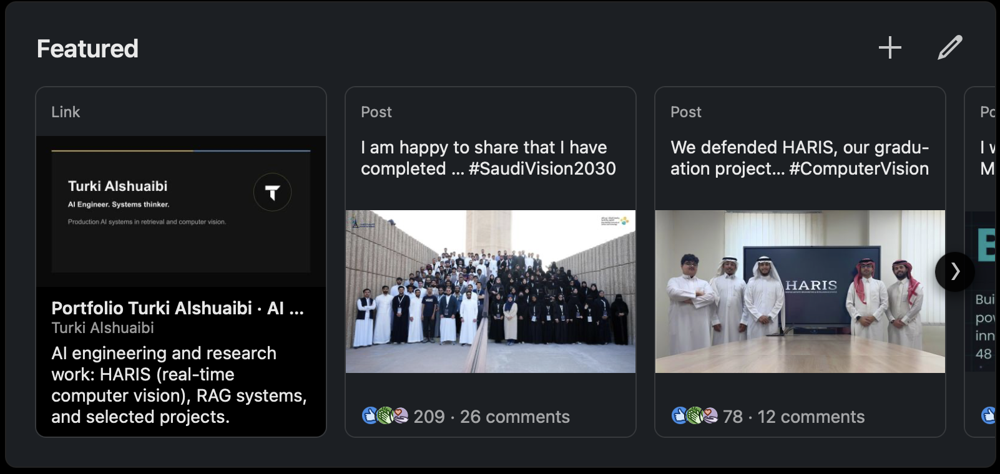 Featured
Link
Turki Alshuaibi
AI Engineer. Systems thinker.
Production AI systems in retrieval and computer vision.
Portfolio Turki Alshuaibi · AI ...
Turki Alshuaibi
AI engineering and research
work: HARIS (real-time
computer vision), RAG systems,
and selected projects.
Post
I am happy to share that I have
completed ... #SaudiVision2030
209 · 26 comments
Post
We defended HARIS, our gradu-
ation project... #ComputerVision
HARIS
78 · 12 comments
Po
I w
M
B
Bui
pov
inn
48